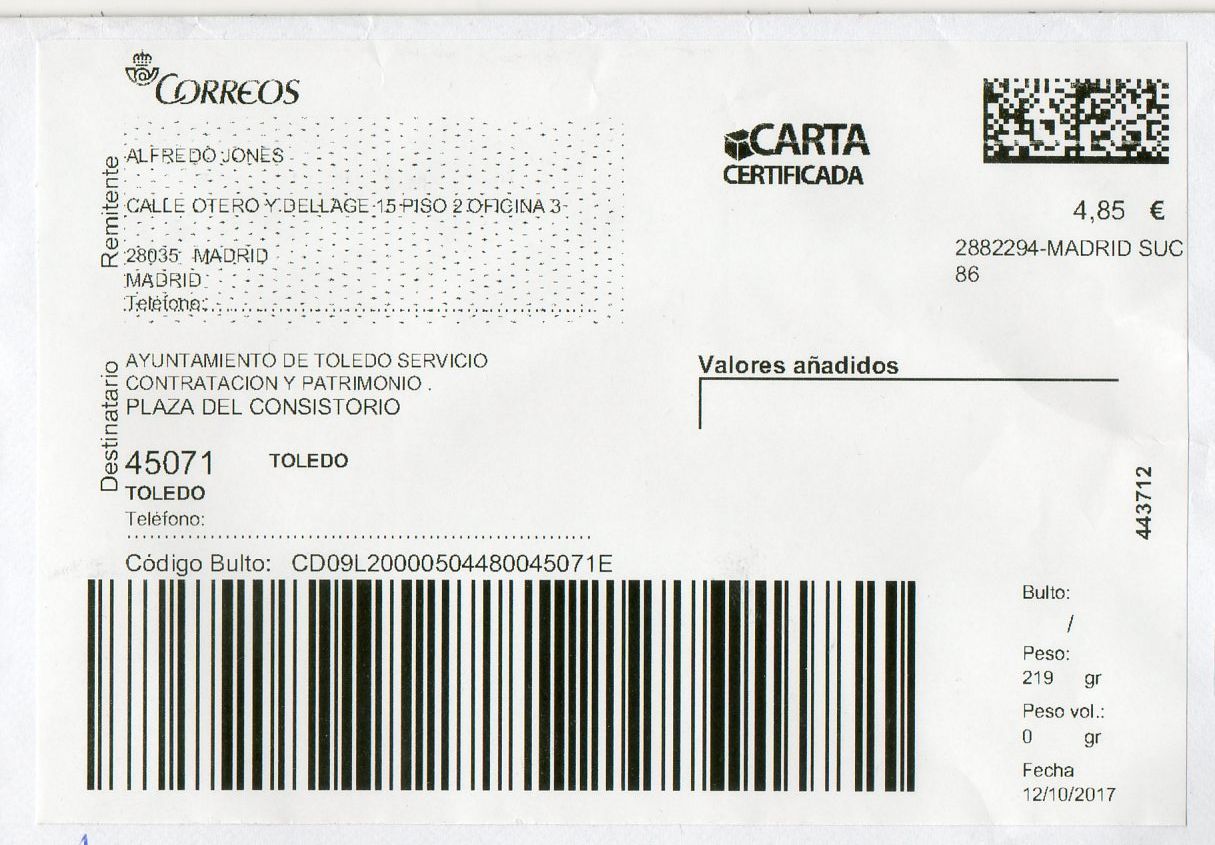 CORREOS
Remitente
ALFREDO JONES
CALLE OTERO Y DELLAGE 15 PISO 2 OFICINA 3
28035 MADRID
MADRID
Teléfono:
CARTA
CERTIFICADA
4,85 €
2882294-MADRID SUC
86
Destinatario
AYUNTAMIENTO DE TOLEDO SERVICIO
CONTRATACION Y PATRIMONIO .
PLAZA DEL CONSISTORIO
45071 TOLEDO
TOLEDO
Teléfono:
Valores añadidos
443712
Código Bulto: CD09L20000504480045071E
Bulto:
/
Peso:
219 gr
Peso vol.:
0 gr
Fecha
12/10/2017